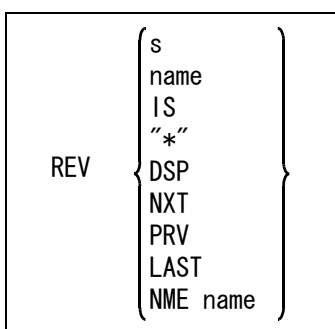 s
name
IS
"*"
REV DSP
NXT
PRV
LAST
NME name